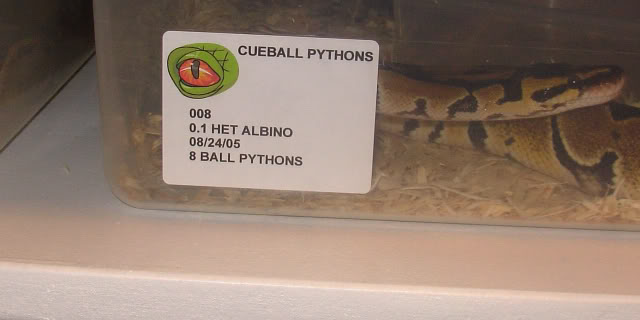 CUEBALL PYTHONS
008
0.1 HET ALBINO
08/24/05
8 BALL PYTHONS